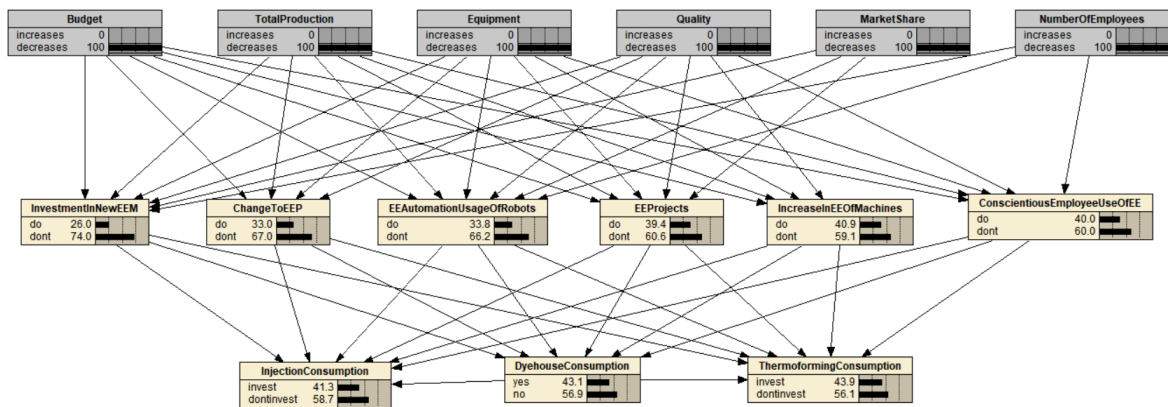 Budget
increases 0
decreases 100
TotalProduction
increases 0
decreases 100
Equipment
increases 0
decreases 100
Quality
increases 0
decreases 100
MarketShare
increases 0
decreases 100
NumberOfEmployees
increases 0
decreases 100
InvestmentInNewEEM
do 26.0
dont 74.0
ChangeToEEP
do 33.0
dont 67.0
EEAutomationUsageOfRobots
do 33.8
dont 66.2
EEProjects
do 39.4
dont 60.6
IncreaseInEEOfMachines
do 40.9
dont 59.1
ConscientiousEmployeeUseOfEE
do 40.0
dont 60.0
InjectionConsumption
invest 41.3
dontinvest 58.7
DyehouseConsumption
yes 43.1
no 56.9
ThermoformingConsumption
invest 43.9
dontinvest 56.1